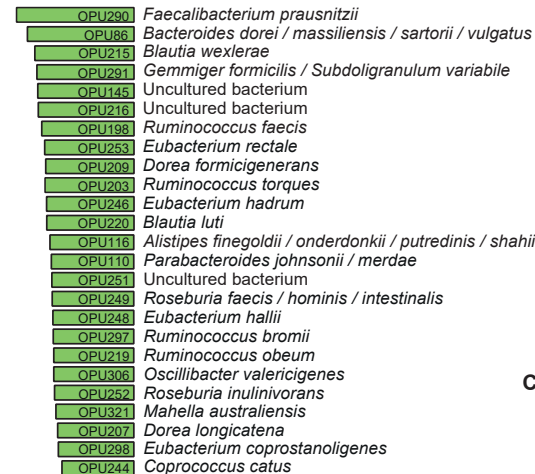 OPU290 Faecalibacterium prausnitzii
OPU86 Bacteroides dorei / massiliensis / sartorii / vulgatus
OPU215 Blautia wexlerae
OPU291 Gemmiger formicilis / Subdoligranulum variabile
OPU145 Uncultured bacterium
OPU216 Uncultured bacterium
OPU198 Ruminococcus faecis
OPU253 Eubacterium rectale
OPU209 Dorea formicigenerans
OPU203 Ruminococcus torques
OPU246 Eubacterium hadrum
OPU220 Blautia luti
OPU116 Alistipes finegoldii / onderdonkii / putredinis / shahii
OPU110 Parabacteroides johnsonii / merdae
OPU251 Uncultured bacterium
OPU249 Roseburia faecis / hominis / intestinalis
OPU248 Eubacterium hallii
OPU297 Ruminococcus bromii
OPU219 Ruminococcus obeum
OPU306 Oscillibacter valericigenes
C
OPU252 Roseburia inulinivorans
OPU321 Mahella australiensis
OPU207 Dorea longicatena
OPU298 Eubacterium coprostanoligenes
OPU244 Coprococcus catus